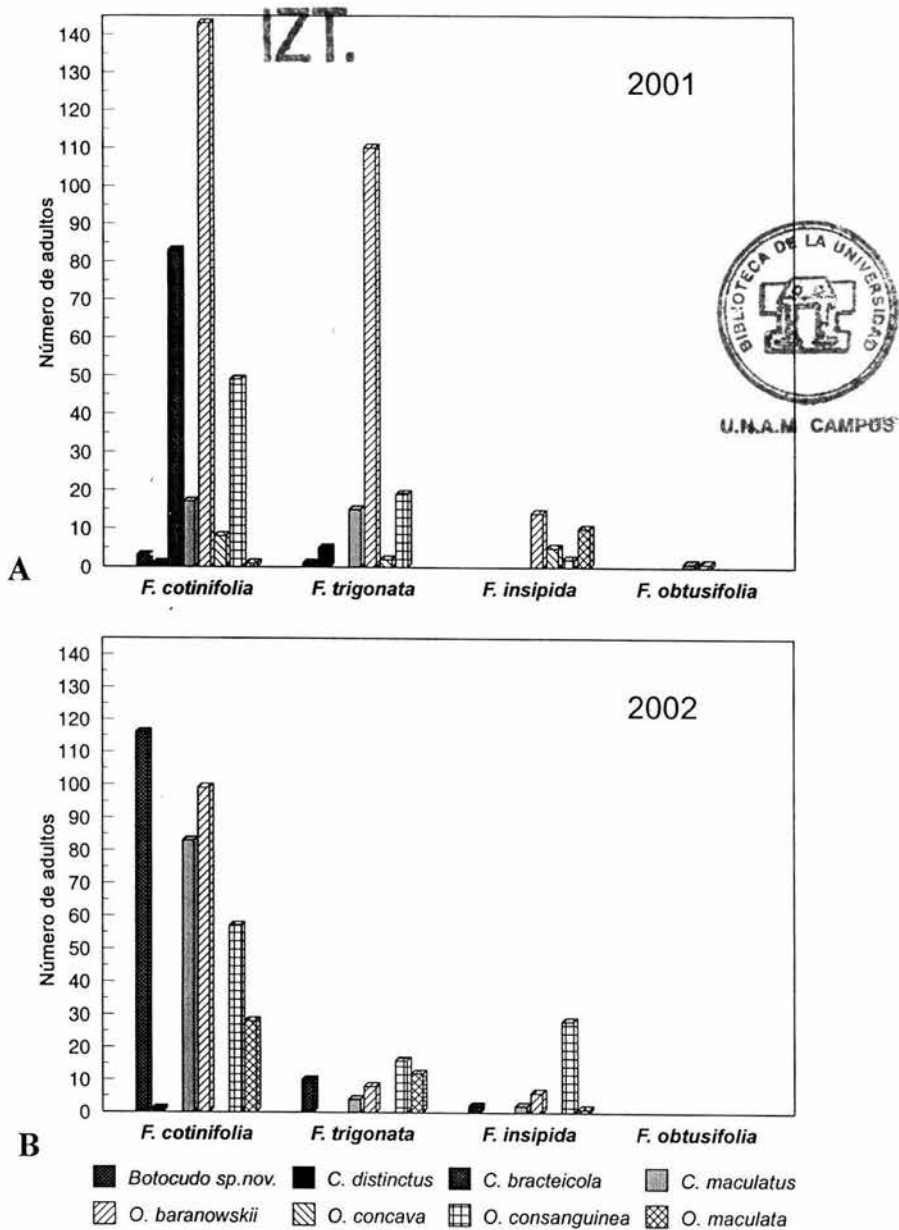 IZT.
2001
140
130
120
110
100
90
80
70
60
50
40
30
20
10
0
Número de adultos
A
F. cotinifolia F. trigonata F. insipida F. obtusifolia
BIBLIOTECA DE LA UNIVERSIDAD
U.N.A.M CAMPUS
2002
140
130
120
110
100
90
80
70
60
50
40
30
20
10
0
Número de adultos
B
F. cotinifolia F. trigonata F. insipida F. obtusifolia
Botocudo sp.nov. C. distinctus C. bracteicola C. maculatus
O. baranowskii O. concava O. consanguinea O. maculata